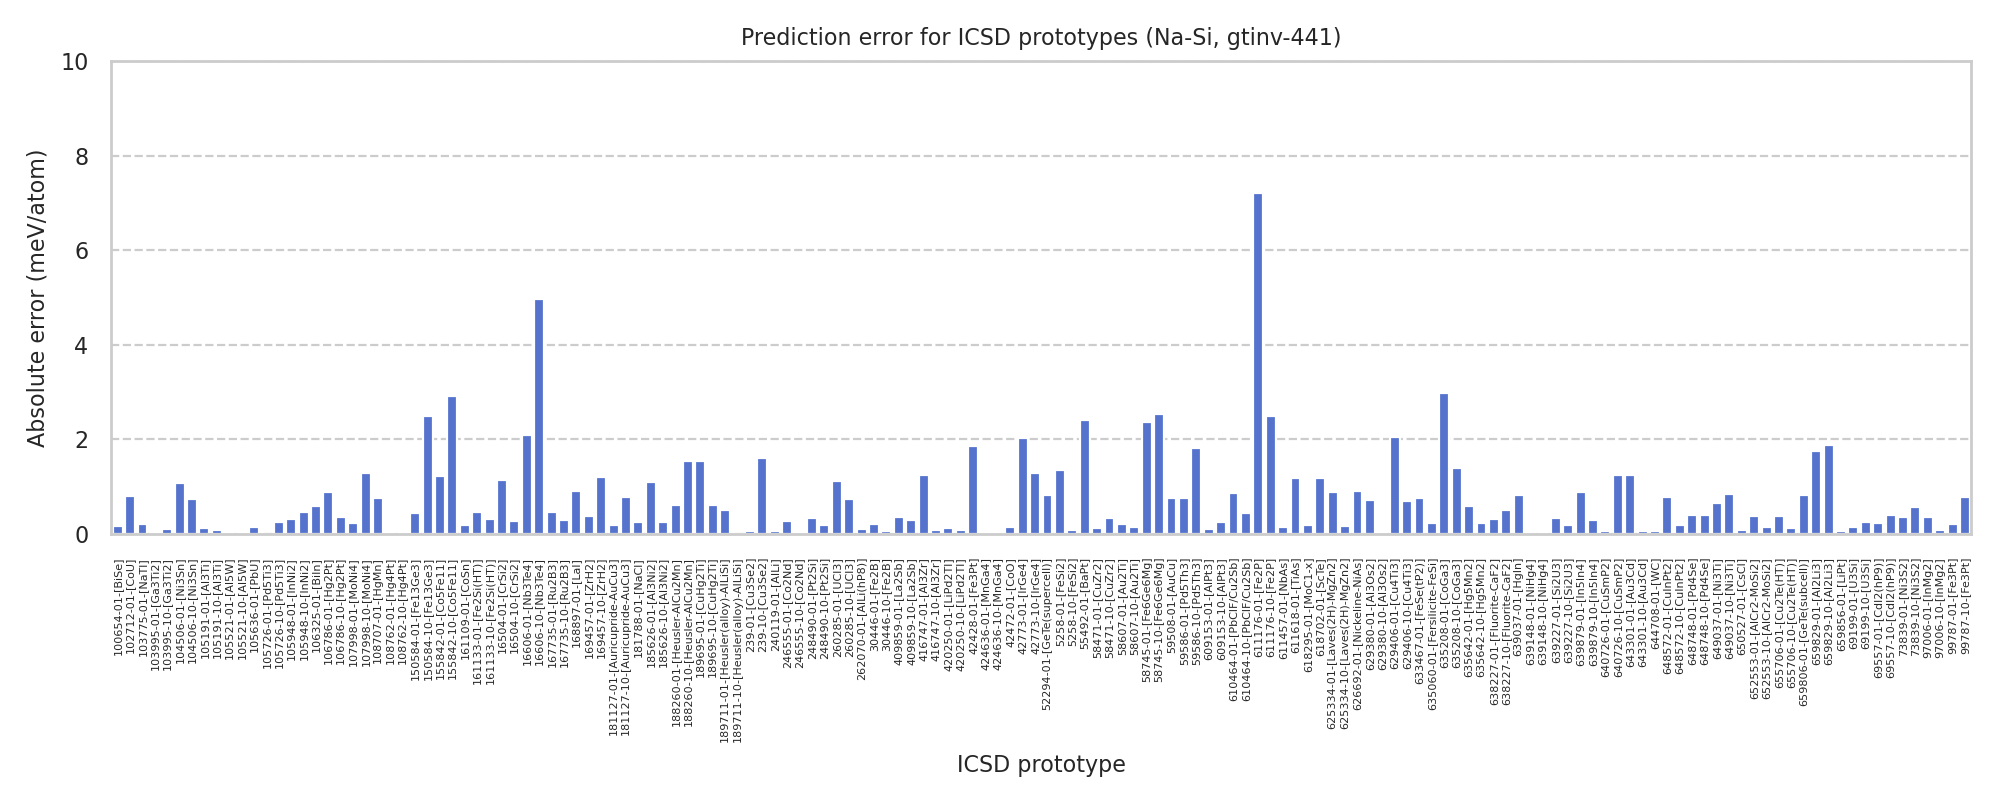 Prediction error for ICSD prototypes (Na-Si, gtinv-441)
Absolute error (meV/atom)
10
8
6
4
2
0
100654-01-[BiSe]
102712-01-[CoU]
103775-01-[NaTl]
103995-01-[Ga3Ti2]
103995-10-[Ga3Ti2]
104506-01-[Ni3Sn]
104506-10-[Ni3Sn]
105191-01-[Al3Ti]
105191-10-[Al3Ti]
105521-01-[Al5W]
105521-10-[Al5W]
105636-01-[PbU]
105726-01-[Pd5Ti3]
105726-10-[Pd5Ti3]
105948-01-[InNi2]
105948-10-[InNi2]
106325-01-[BiIn]
106786-01-[Hg2Pt]
106786-10-[Hg2Pt]
107998-01-[MoNi4]
107998-10-[MoNi4]
108707-01-[HgMn]
108762-01-[Hg4Pt]
108762-10-[Hg4Pt]
150584-01-[Fe13Ge3]
150584-10-[Fe13Ge3]
155842-01-[Co5Fe11]
155842-10-[Co5Fe11]
161109-01-[CoSn]
161133-01-[Fe2Si(HT)]
161133-10-[Fe2Si(HT)]
16504-01-[CrSi2]
16504-10-[CrSi2]
16606-01-[Nb3Te4]
16606-10-[Nb3Te4]
167735-01-[Ru2B3]
167735-10-[Ru2B3]
168897-01-[LaI]
169457-01-[ZrH2]
169457-10-[ZrH2]
181127-01-[Auricupride-AuCu3]
181127-10-[Auricupride-AuCu3]
181788-01-[NaCl]
185626-01-[Al3Ni2]
185626-10-[Al3Ni2]
188260-01-[Heusler-AlCu2Mn]
188260-10-[Heusler-AlCu2Mn]
189695-01-[CuHg2Ti]
189695-10-[CuHg2Ti]
189711-01-[Heusler(alloy)-AlLiSi]
189711-10-[Heusler(alloy)-AlLiSi]
239-01-[Cu3Se2]
239-10-[Cu3Se2]
240119-01-[AlLi]
246555-01-[Co2Nd]
246555-10-[Co2Nd]
248490-01-[Pt2Si]
248490-10-[Pt2Si]
260285-01-[UCl3]
260285-10-[UCl3]
262070-01-[AlLi(hP8)]
30446-01-[Fe2B]
30446-10-[Fe2B]
409859-01-[La2Sb]
409859-10-[La2Sb]
416747-01-[Al3Zr]
416747-10-[Al3Zr]
420250-01-[LiPd2Tl]
420250-10-[LiPd2Tl]
42428-01-[Fe3Pt]
424636-01-[MnGa4]
424636-10-[MnGa4]
42472-01-[CoO]
42773-01-[IrGe4]
42773-10-[IrGe4]
52294-01-[GeTe(supercell)]
5258-01-[FeSi2]
5258-10-[FeSi2]
55492-01-[BaPt]
58471-01-[CuZr2]
58471-10-[CuZr2]
58607-01-[Au2Ti]
58607-10-[Au2Ti]
58745-01-[Fe6Ge6Mg]
58745-10-[Fe6Ge6Mg]
59508-01-[AuCu]
59586-01-[Pd5Th3]
59586-10-[Pd5Th3]
609153-01-[AlPt3]
609153-10-[AlPt3]
610464-01-[PbClF/Cu2Sb]
610464-10-[PbClF/Cu2Sb]
611176-01-[Fe2P]
611176-10-[Fe2P]
611457-01-[NbAs]
611618-01-[TiAs]
618295-01-[MoC1-x]
618702-01-[ScTe]
625334-01-[Laves(2H)-MgZn2]
625334-10-[Laves(2H)-MgZn2]
626692-01-[Nickeline-NiAs]
629380-01-[Al3Os2]
629380-10-[Al3Os2]
629406-01-[Cu4Ti3]
629406-10-[Cu4Ti3]
633467-01-[FeSe(tP2)]
635060-01-[Fersilicite-FeSi]
635208-01-[CoGa3]
635208-10-[CoGa3]
635642-01-[Hg5Mn2]
635642-10-[Hg5Mn2]
638227-01-[Fluorite-CaF2]
638227-10-[Fluorite-CaF2]
639037-01-[HgIn]
639148-01-[NiHg4]
639148-10-[NiHg4]
639227-01-[Si2U3]
639227-10-[Si2U3]
639879-01-[In5In4]
639879-10-[In5In4]
640726-01-[CuSmP2]
640726-10-[CuSmP2]
643301-01-[Au3Cd]
643301-10-[Au3Cd]
644708-01-[WC]
648572-01-[CuInPt2]
648572-10-[CuInPt2]
648748-01-[Pd4Se]
648748-10-[Pd4Se]
649037-01-[Ni3Ti]
649037-10-[Ni3Ti]
650527-01-[CsCl]
652553-01-[AlCr2-MoSi2]
652553-10-[AlCr2-MoSi2]
655706-01-[Cu2Te(HT)]
655706-10-[Cu2Te(HT)]
659806-01-[GeTe(subcell)]
659829-01-[Al2Li3]
659829-10-[Al2Li3]
659856-01-[LiPt]
69199-01-[U3Si]
69199-10-[U3Si]
69557-01-[CdI2(hP9)]
69557-10-[CdI2(hP9)]
73839-01-[Ni3S2]
73839-10-[Ni3S2]
97006-01-[InMg2]
97006-10-[InMg2]
99787-01-[Fe3Pt]
99787-10-[Fe3Pt]
ICSD prototype